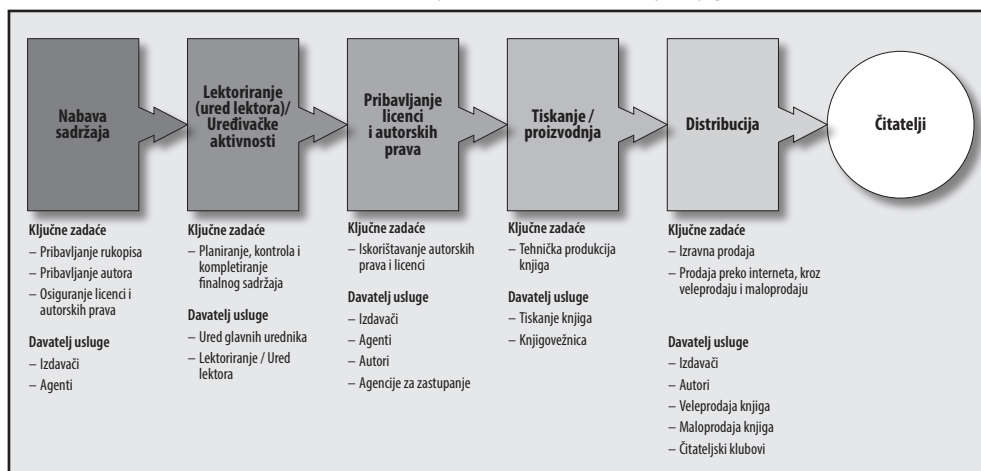 Nabava
sadržaja
Lektoriranje
(ured lektora)/
Uređivačke
aktivnosti
Pribavljanje
licenci
i autorskih
prava
Tiskanje /
proizvodnja
Distribucija
Čitatelji
Ključne zadaće
– Pribavljanje rukopisa
– Pribavljanje autora
– Osiguranje licenci i
autorskih prava
Davatelj usluge
– Izdavači
– Agenti
Ključne zadaće
– Planiranje, kontrola i
kompletiranje
finalnog sadržaja
Davatelj usluge
– Ured glavnih urednika
– Lektoriranje / Ured
lektora
Ključne zadaće
– Iskorištavanje autorskih
prava i licenci
Davatelj usluge
– Izdavači
– Agenti
– Autori
– Agencije za zastupanje
Ključne zadaće
– Tehnička produkcija
knjiga
Davatelj usluge
– Tiskanje knjiga
– Knjigovežnica
Ključne zadaće
– Izravna prodaja
– Prodaja preko interneta, kroz
veleprodaju i maloprodaju
Davatelj usluge
– Izdavači
– Autori
– Veleprodaja knjiga
– Maloprodaja knjiga
– Čitateljski klubovi